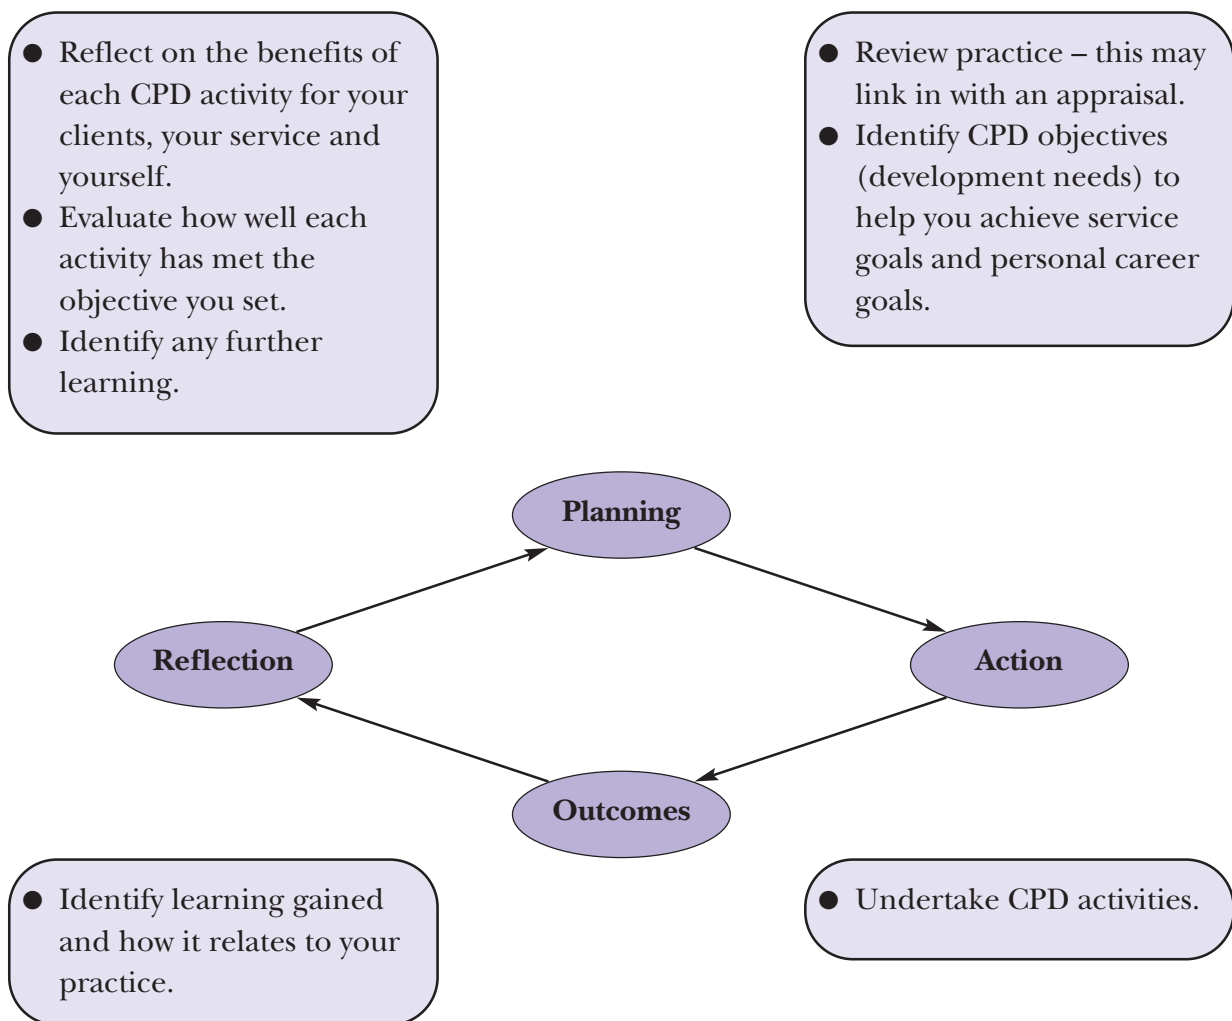 ● Reflect on the benefits of
each CPD activity for your
clients, your service and
yourself.
● Evaluate how well each
activity has met the
objective you set.
● Identify any further
learning.
● Review practice – this may
link in with an appraisal.
● Identify CPD objectives
(development needs) to
help you achieve service
goals and personal career
goals.
Planning
Reflection
Action
Outcomes
● Identify learning gained
and how it relates to your
practice.
● Undertake CPD activities.